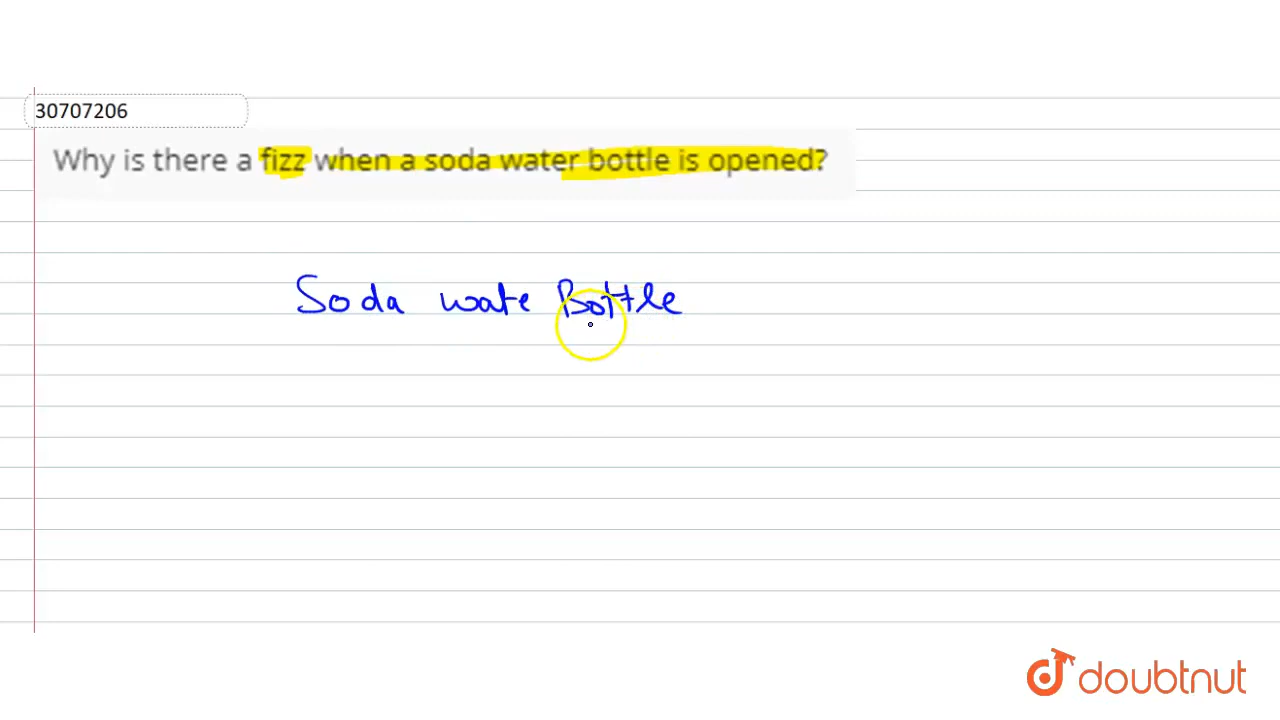 30707206
Why is there a fizz when a soda water bottle is opened?
Soda wate Bottle
doubtnut